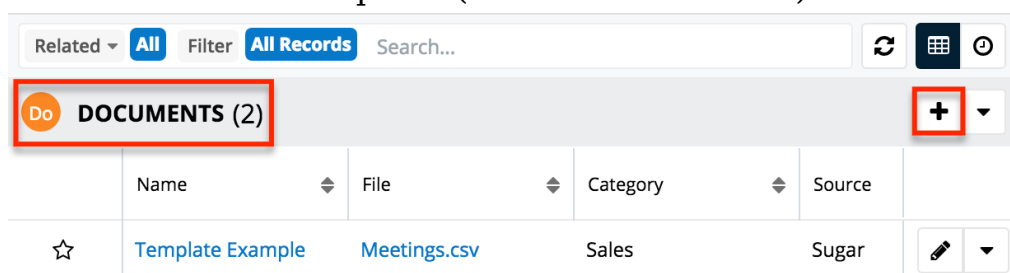 Related All Filter All Records Search...
Do DOCUMENTS (2)
Name File Category Source
Template Example Meetings.csv Sales Sugar